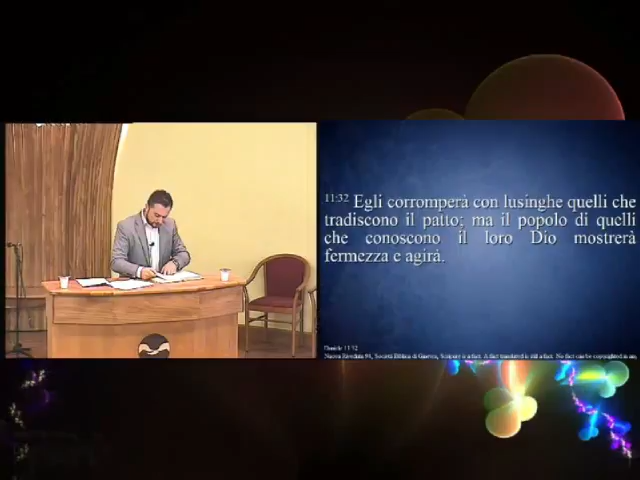 11:32 Egli corromperà con lusinghe quelli che
tradiscono il patto; ma il popolo di quelli
che conoscono il loro Dio mostrerà
fermezza e agirà.
Daniele 11:32
Nuova Riveduta 94, Società Biblica di Ginevra, Scripture is a fact. A fact translated is still a fact. No fact can be copyrighted in any